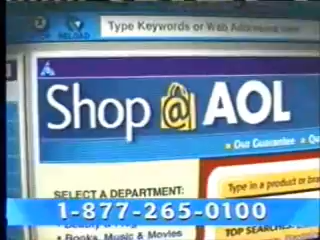 RELOAD Type Keywords or Web Addresses
Shop @ AOL
Our Guarantee
SELECT A DEPARTMENT:
Type in a product or bra
TOP SEARCHES:
Books, Music & Movies
1-877-265-0100